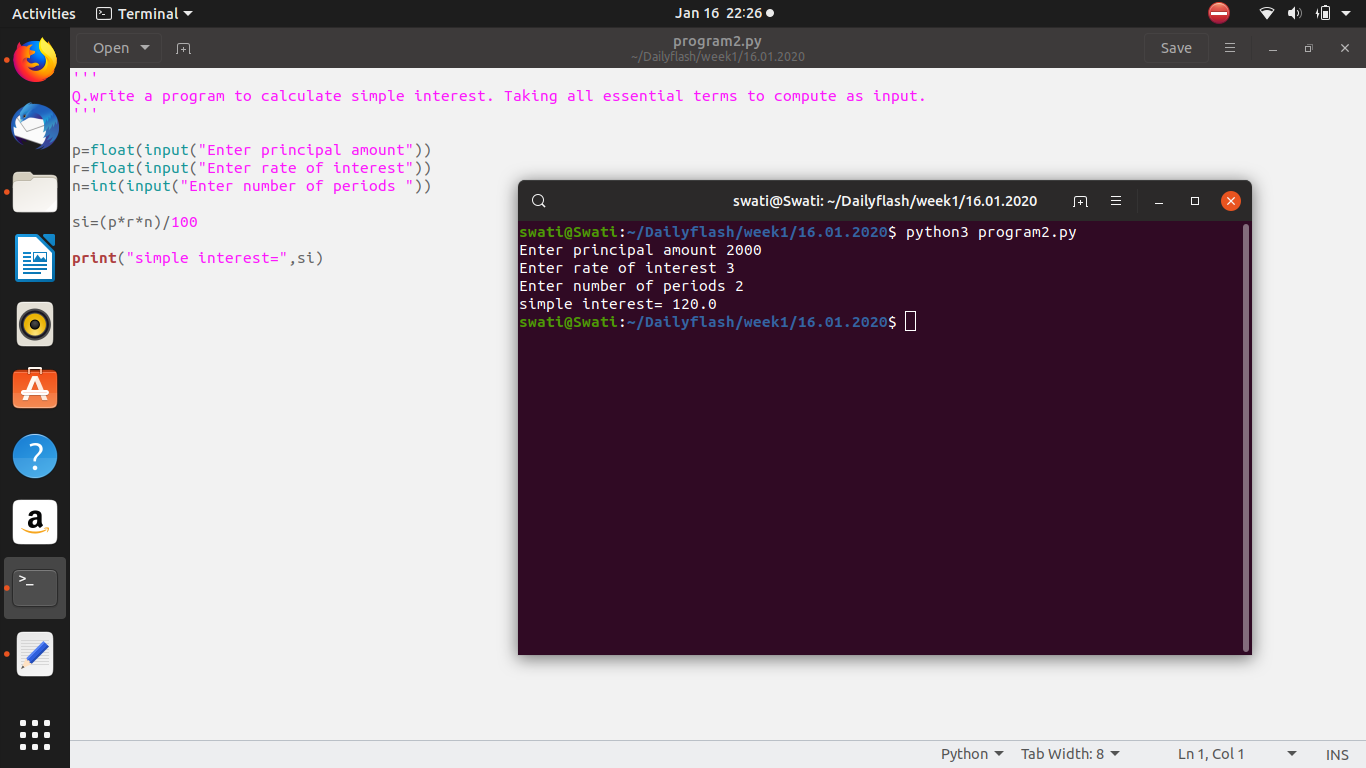 Activities
Terminal
Jan 16 22:26
Open
program2.py
~/Dailyflash/week1/16.01.2020
Save
'''
Q.write a program to calculate simple interest. Taking all essential terms to compute as input.
'''
p=float(input("Enter principal amount"))
r=float(input("Enter rate of interest"))
n=int(input("Enter number of periods "))
si=(p*r*n)/100
print("simple interest=",si)
swati@Swati: ~/Dailyflash/week1/16.01.2020
swati@Swati:~/Dailyflash/week1/16.01.2020$ python3 program2.py
Enter principal amount 2000
Enter rate of interest 3
Enter number of periods 2
simple interest= 120.0
swati@Swati:~/Dailyflash/week1/16.01.2020$
?
a
>_
Python
Tab Width: 8
Ln 1, Col 1
INS